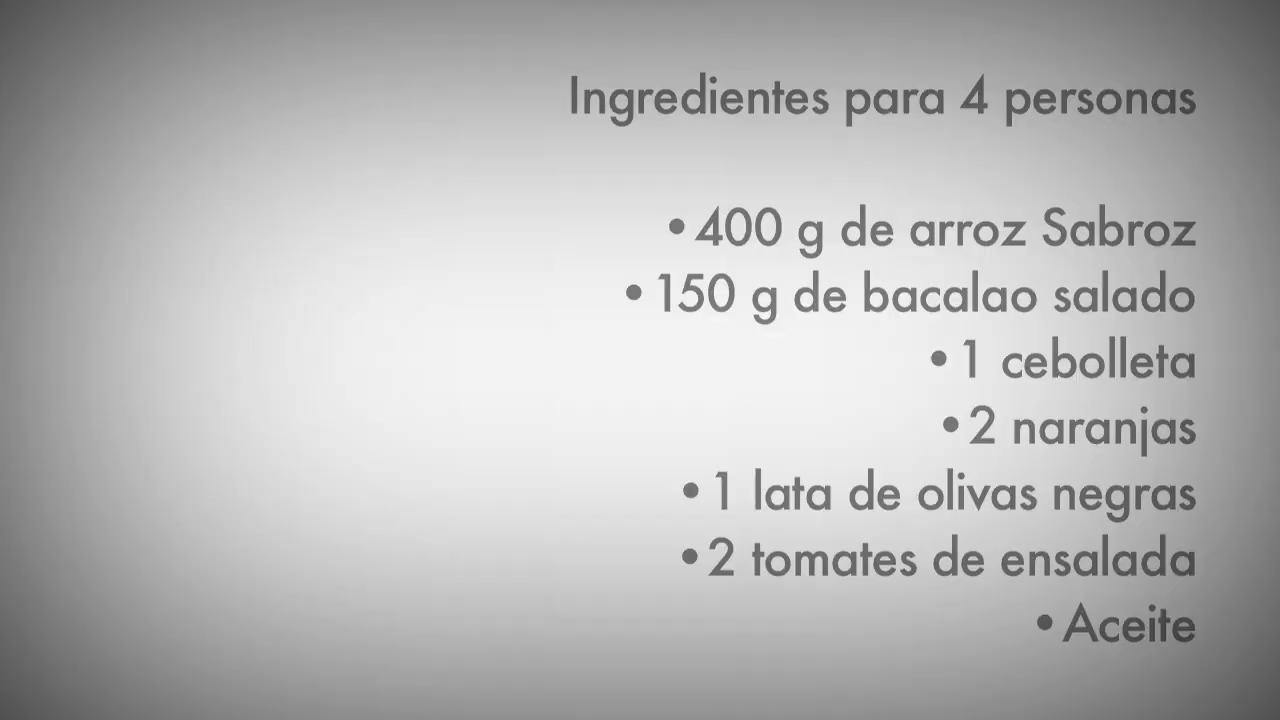 Ingredientes para 4 personas
•400 g de arroz Sabroz
•150 g de bacalao salado
•1 cebolleta
•2 naranjas
•1 lata de olivas negras
•2 tomates de ensalada
•Aceite